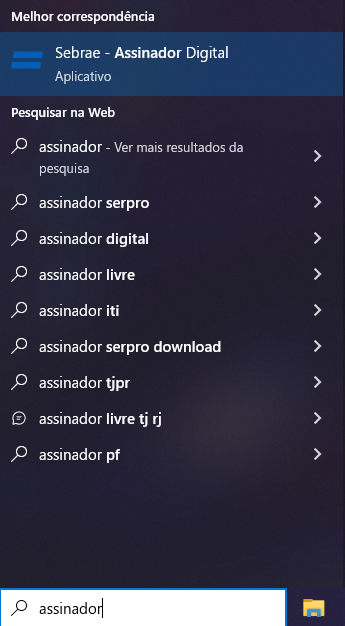 Melhor correspondência
Sebrae - Assinador Digital
Aplicativo
Pesquisar na Web
assinador - Ver mais resultados da
pesquisa
assinador serpro
assinador digital
assinador livre
assinador iti
assinador serpro download
assinador tjpr
assinador livre tj rj
assinador pf
assinador